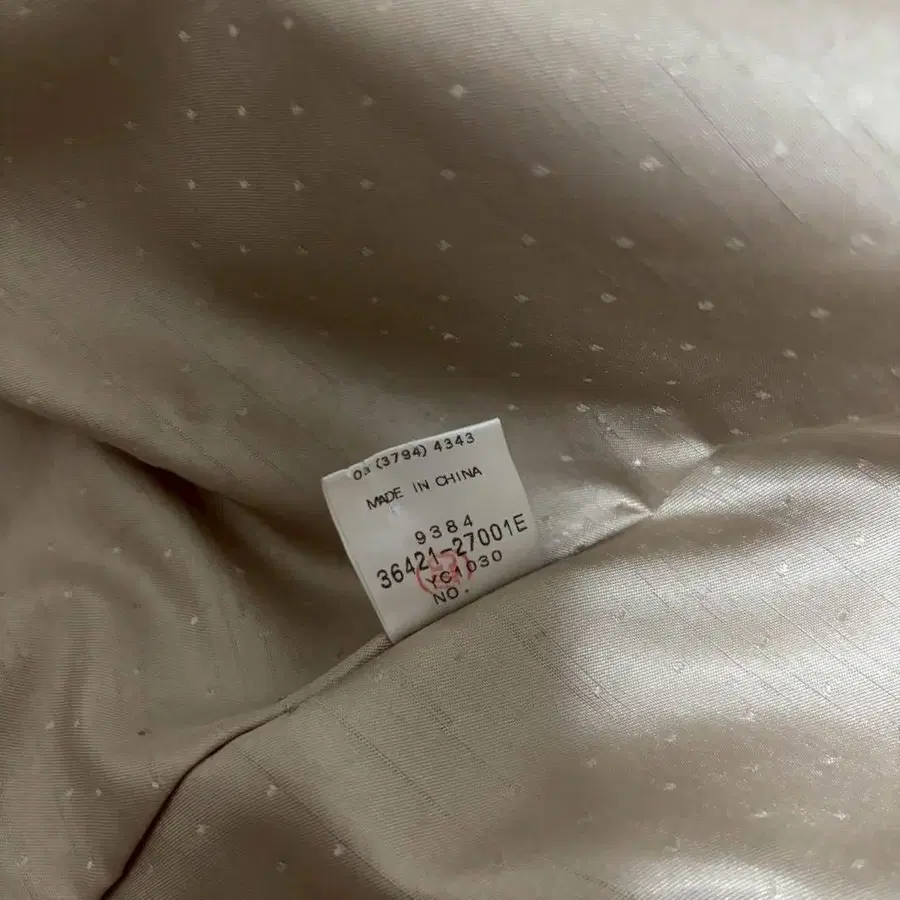 03 (3794) 4343
MADE IN CHINA
9384
36421-27001E
YC1030
NO.